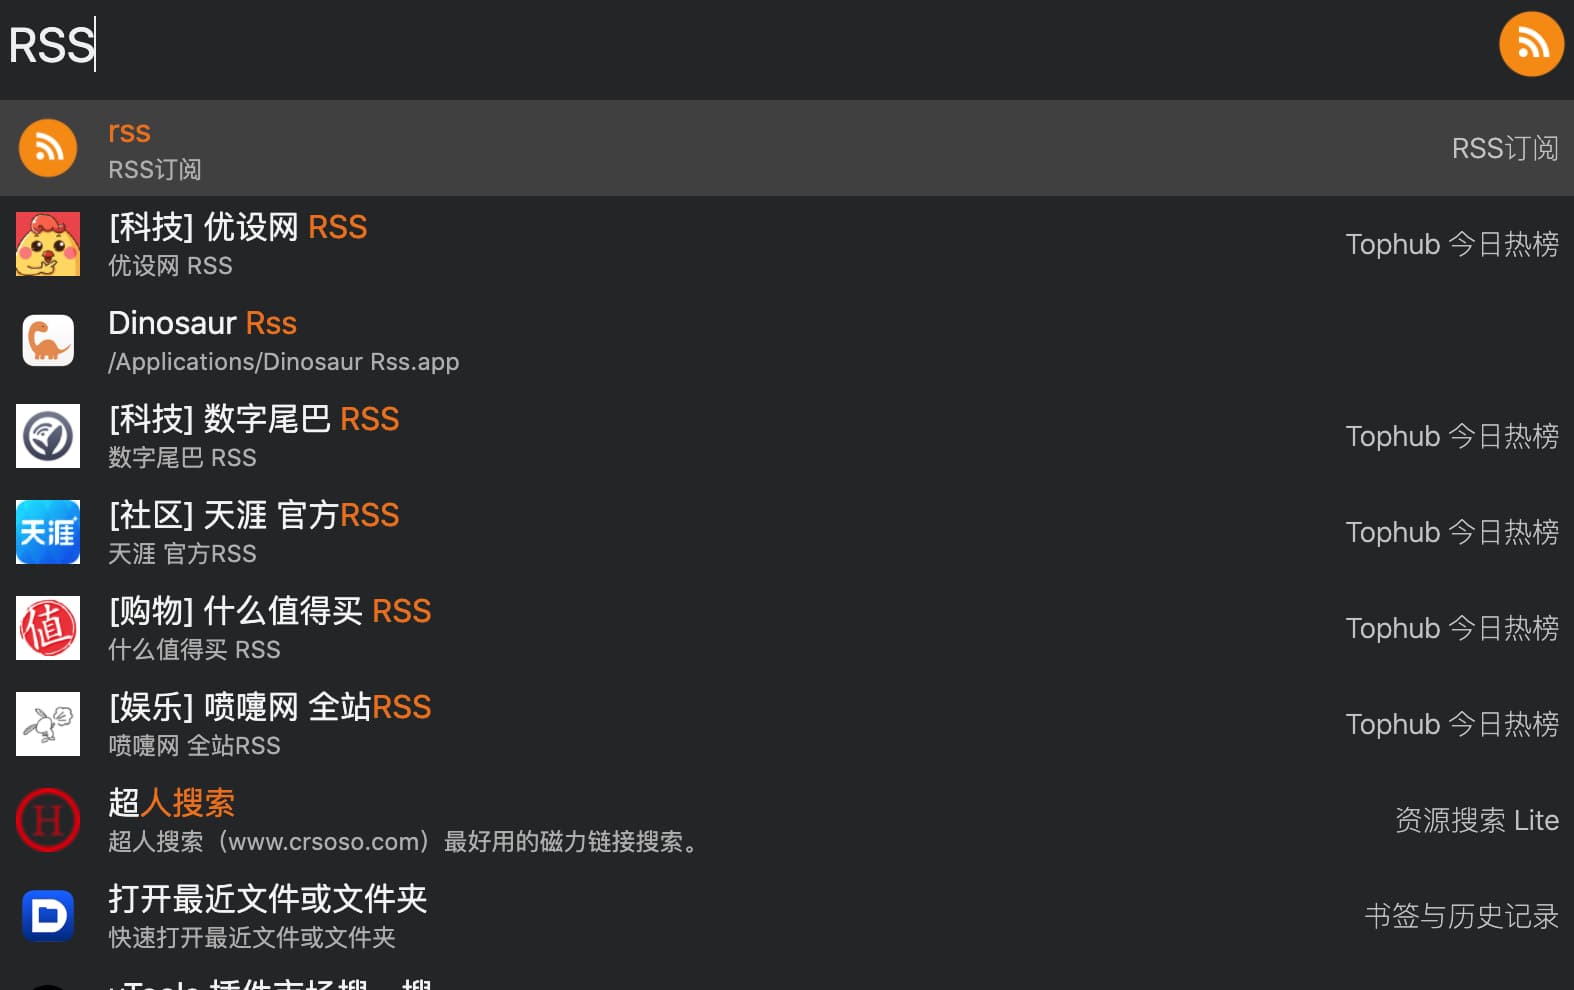 RSS
rss
RSS订阅
RSS订阅
[科技] 优设网 RSS
优设网 RSS
Tophub 今日热榜
Dinosaur Rss
/Applications/Dinosaur Rss.app
[科技] 数字尾巴 RSS
数字尾巴 RSS
Tophub 今日热榜
天涯
[社区] 天涯 官方RSS
天涯 官方RSS
Tophub 今日热榜
值
[购物] 什么值得买 RSS
什么值得买 RSS
Tophub 今日热榜
[娱乐] 喷嚏网 全站RSS
喷嚏网 全站RSS
Tophub 今日热榜
H
超人搜索
超人搜索（www.crsoso.com）最好用的磁力链接搜索。
资源搜索 Lite
打开最近文件或文件夹
快速打开最近文件或文件夹
书签与历史记录
uTools 插件市场搜一搜